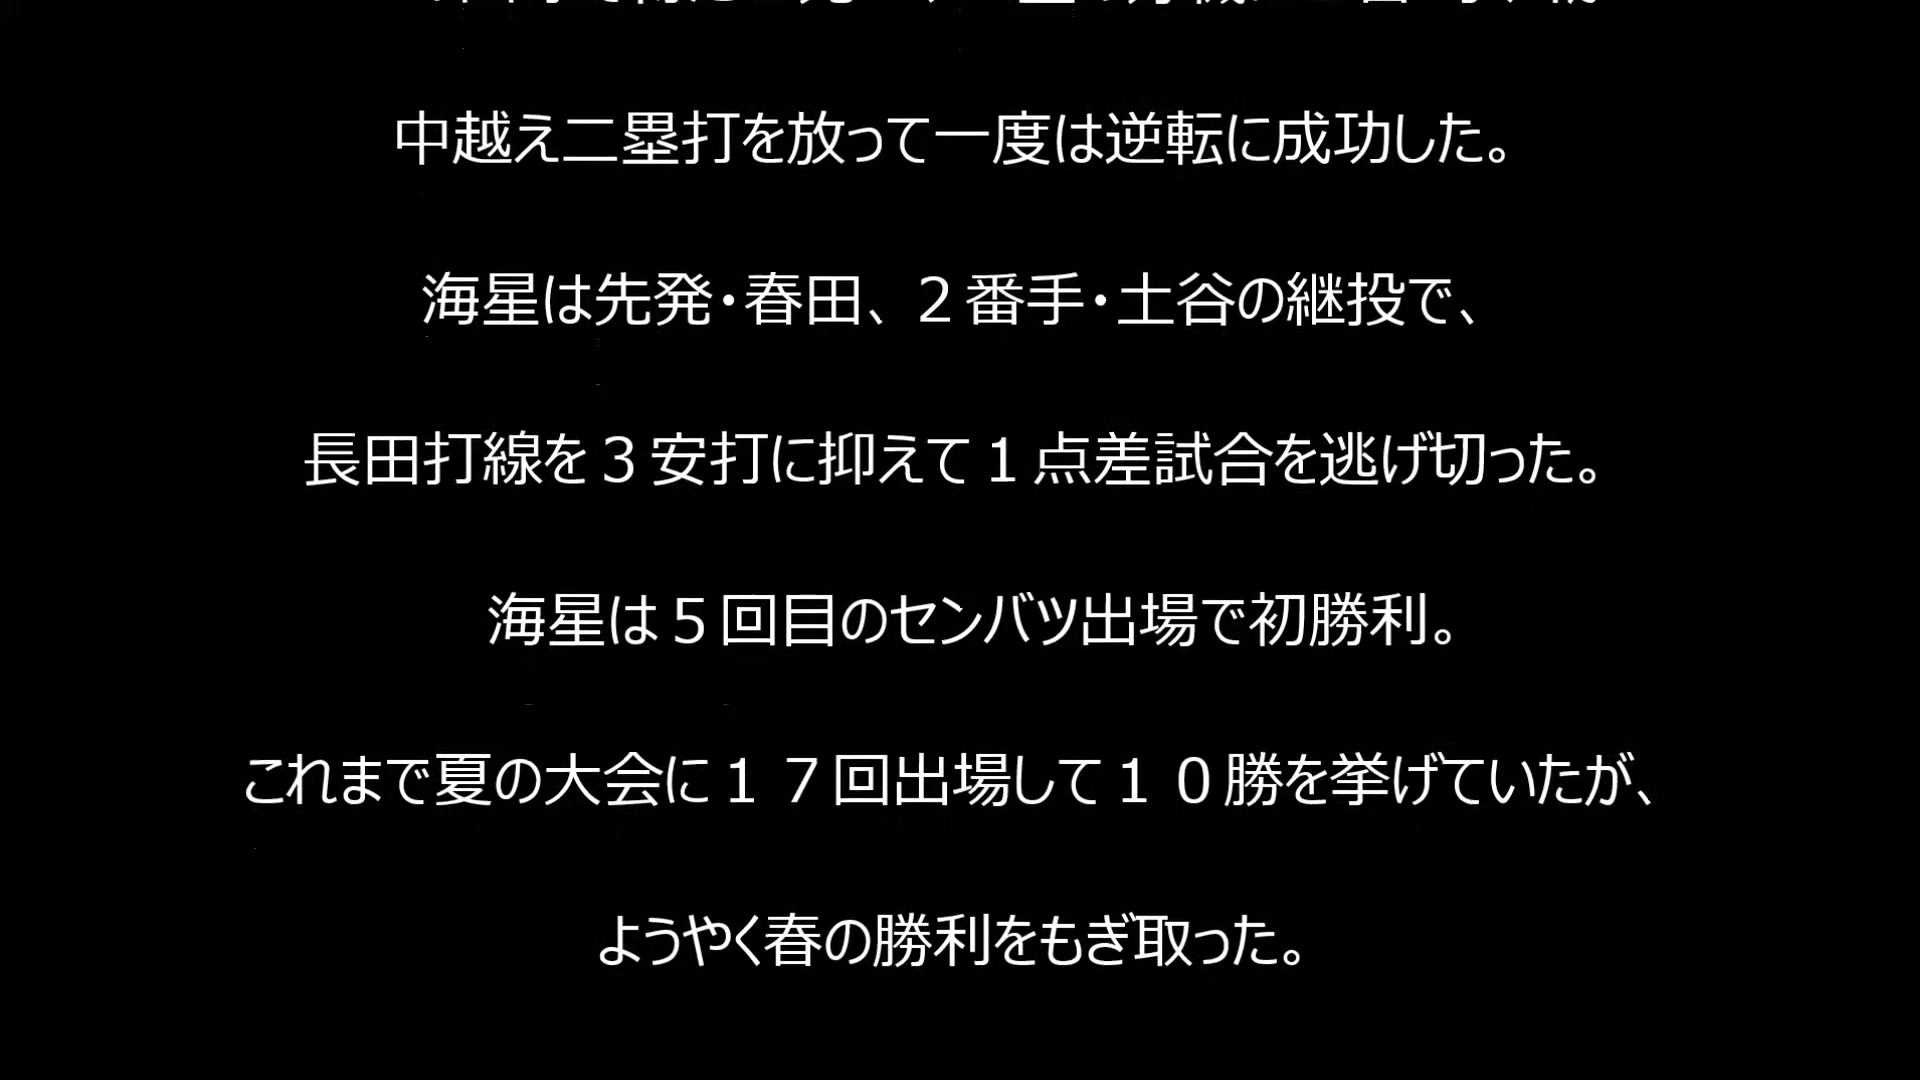 中越え二塁打を放って一度は逆転に成功した。
海星は先発・春田、２番手・土谷の継投で、
長田打線を３安打に抑えて１点差試合を逃げ切った。
海星は５回目のセンバツ出場で初勝利。
これまで夏の大会に１７回出場して１０勝を挙げていたが、
ようやく春の勝利をもぎ取った。